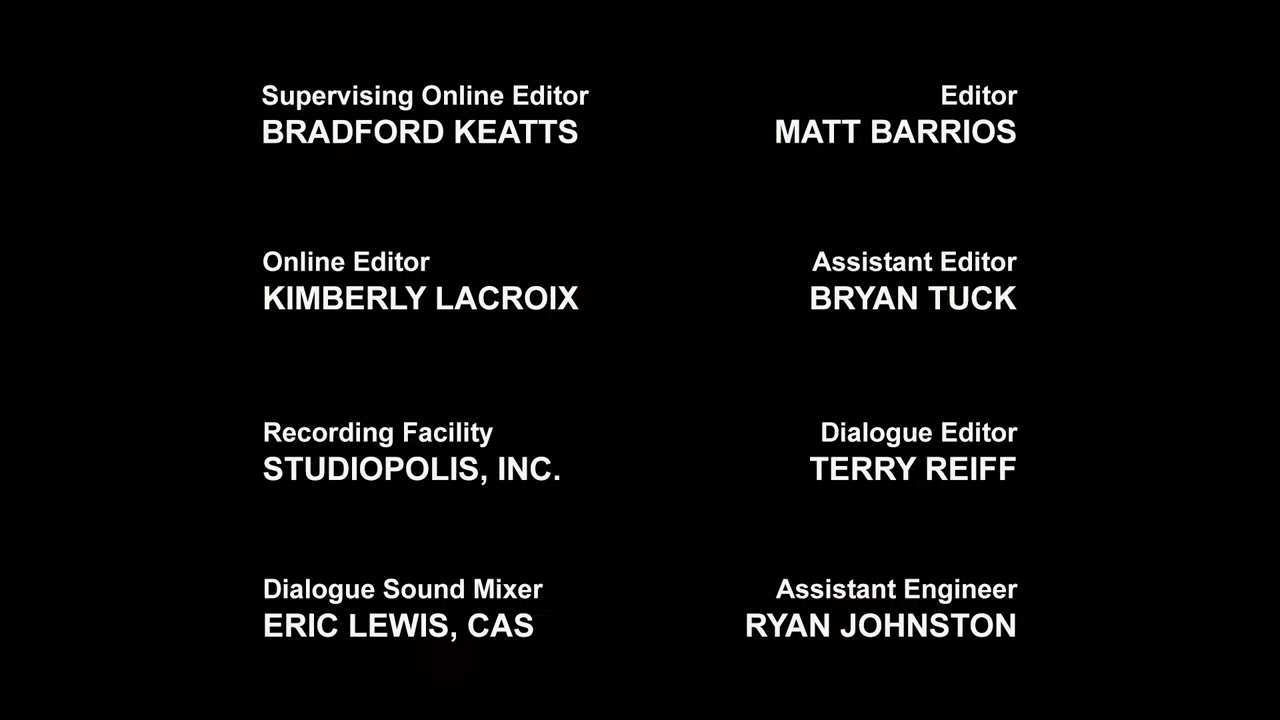 Supervising Online Editor
BRADFORD KEATTS
Editor
MATT BARRIOS
Online Editor
KIMBERLY LACROIX
Assistant Editor
BRYAN TUCK
Recording Facility
STUDIOPOLIS, INC.
Dialogue Editor
TERRY REIFF
Dialogue Sound Mixer
ERIC LEWIS, CAS
Assistant Engineer
RYAN JOHNSTON